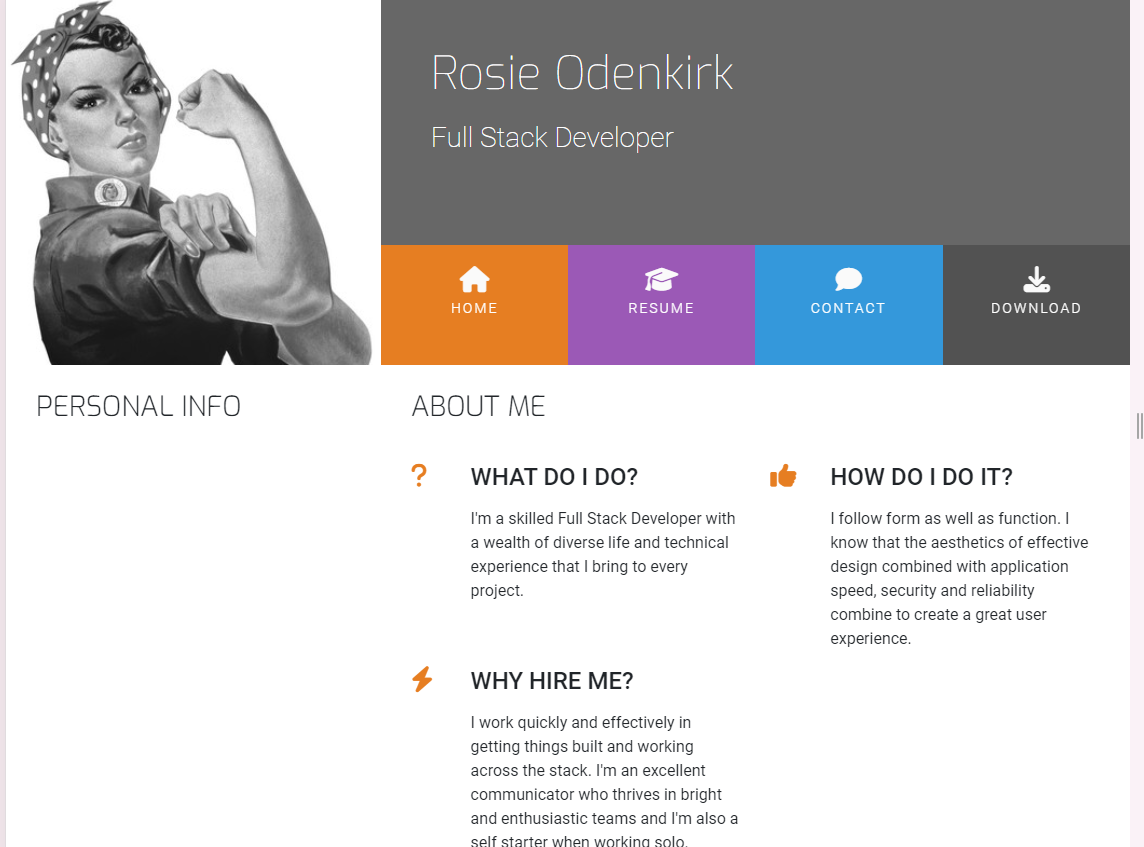 Rosie Odenkirk
Full Stack Developer
HOME
RESUME
CONTACT
DOWNLOAD
PERSONAL INFO
ABOUT ME
WHAT DO I DO?
I'm a skilled Full Stack Developer with
a wealth of diverse life and technical
experience that I bring to every
project.
HOW DO I DO IT?
I follow form as well as function. I
know that the aesthetics of effective
design combined with application
speed, security and reliability
combine to create a great user
experience.
WHY HIRE ME?
I work quickly and effectively in
getting things built and working
across the stack. I'm an excellent
communicator who thrives in bright
and enthusiastic teams and I'm also a
self starter when working solo.